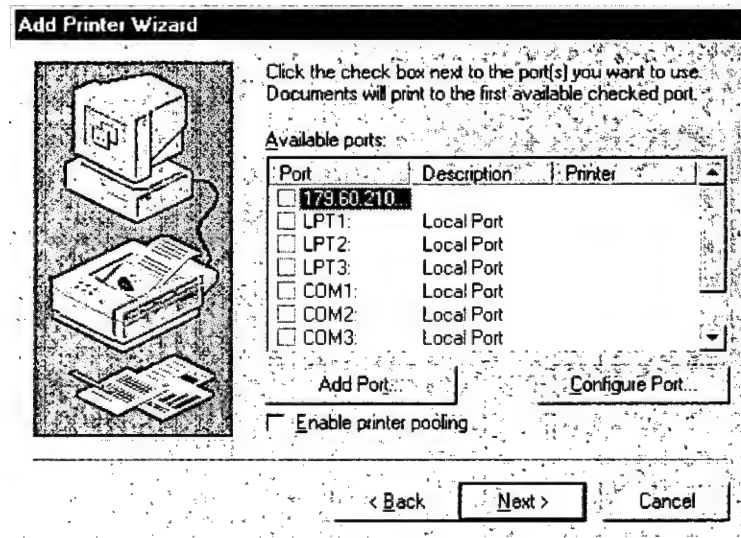 Add Printer Wizard
Click the check box next to the port(s) you want to use.
Documents will print to the first available checked port.
Available ports:
Port Description Printer
179.60.210...
LPT1: Local Port
LPT2: Local Port
LPT3: Local Port
COM1: Local Port
COM2: Local Port
COM3: Local Port
Add Port... Configure Port...
Enable printer pooling
< Back Next > Cancel